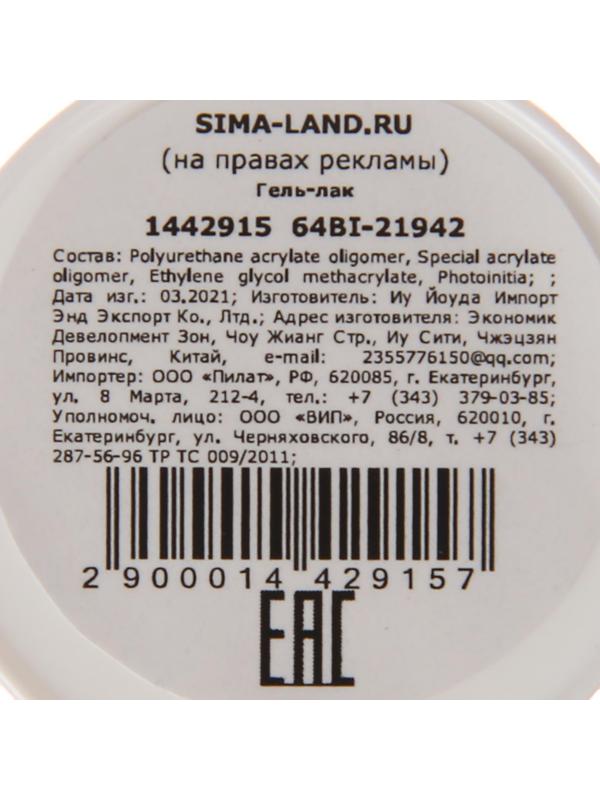 SIMA-LAND.RU
(на правах рекламы)
Гель-лак
1442915 64BI-21942
Состав: Polyurethane acrylate oligomer, Special acrylate
oligomer, Ethylene glycol methacrylate, Photoinitia; ;
Дата изг.: 03.2021; Изготовитель: Иу Йоуда Импорт
Энд Экспорт Ко., Лтд.; Адрес изготовителя: Экономик
Девелопмент Зон, Чоу Жианг Стр., Иу Сити, Чжэцзян
Провинс, Китай, e-mail: 2355776150@qq.com;
Импортер: ООО «Пилат», РФ, 620085, г. Екатеринбург,
ул. 8 Марта, 212-4, тел.: +7 (343) 379-03-85;
Уполномоч. лицо: ООО «ВИП», Россия, 620010, г.
Екатеринбург, ул. Черняховского, 86/8, т. +7 (343)
287-56-96 ТР ТС 009/2011;
2 900014 429157
EAC